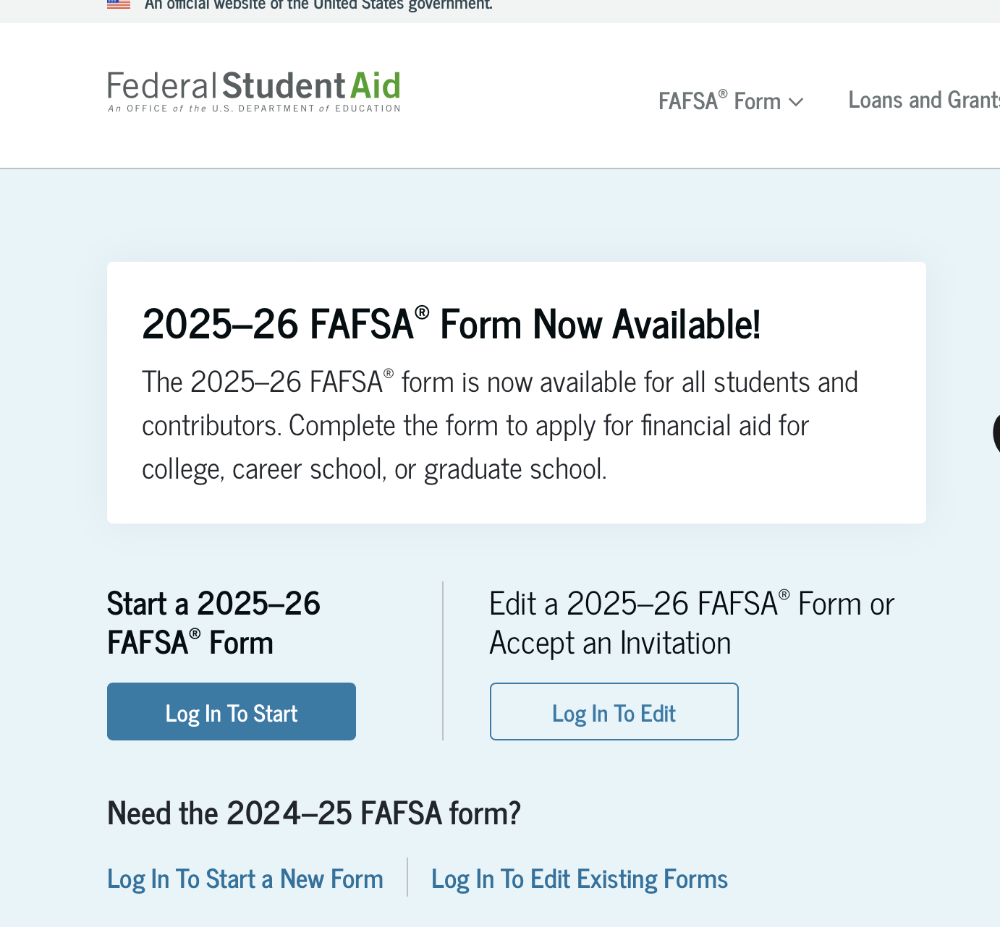 An official website of the United States government.
Federal Student Aid
An OFFICE of the U.S. DEPARTMENT of EDUCATION
FAFSA® Form
Loans and Grants
2025–26 FAFSA® Form Now Available!
The 2025–26 FAFSA® form is now available for all students and
contributors. Complete the form to apply for financial aid for
college, career school, or graduate school.
Start a 2025–26
FAFSA® Form
Edit a 2025–26 FAFSA® Form or
Accept an Invitation
Log In To Start
Log In To Edit
Need the 2024–25 FAFSA form?
Log In To Start a New Form
Log In To Edit Existing Forms